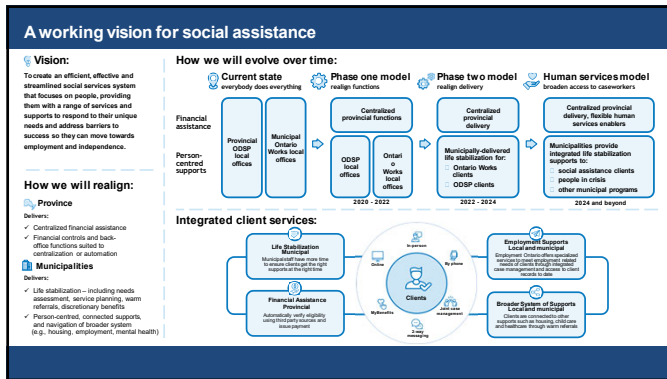 A working vision for social assistance
Vision:
To create an efficient, effective and
streamlined social services system
that focuses on people, providing
them with a range of services and
supports to respond to their unique
needs and address barriers to
success so they can move towards
employment and independence.
How we will realign:
Province
Delivers:
✓ Centralized financial assistance
✓ Financial controls and back-
office functions suited to
centralization or automation
Municipalities
Delivers:
✓ Life stabilization – including needs
assessment, service planning, warm
referrals, discretionary benefits
✓ Person-centred, connected supports,
and navigation of broader system
(e.g., housing, employment, mental health)
How we will evolve over time:
Current state
everybody does everything
Phase one model
realign functions
Phase two model
realign delivery
Human services model
broaden access to caseworkers
Financial
assistance
Person-
centred
supports
Provincial
ODSP
local
offices
Municipal
Ontario
Works local
offices
Centralized
provincial functions
ODSP
local
offices
Ontari
o
Works
local
offices
2020 - 2022
Centralized
provincial
delivery
Municipally-delivered
life stabilization for:
Ontario Works
clients
ODSP clients
2022 - 2024
Centralized provincial
delivery, flexible human
services enablers
Municipalities provide
integrated life stabilization
supports to:
social assistance clients
people in crisis
other municipal programs
2024 and beyond
Integrated client services:
Life Stabilization Municipal
Municipal staff have more time
to ensure clients get the right
supports at the right time
Financial Assistance
Provincial
Automatically verify eligibility
using third party sources and
issue payment
In-person
Online
By phone
Clients
MyBenefits
Joint case
management
2-way
messaging
Employment Supports
Local and municipal
Employment Ontario offers specialized
services to meet employment related
needs of clients through integrated
case management and access to client
records to date
Broader System of Supports
Local and municipal
Clients are connected to other
supports such as housing, child care
and healthcare through warm referrals